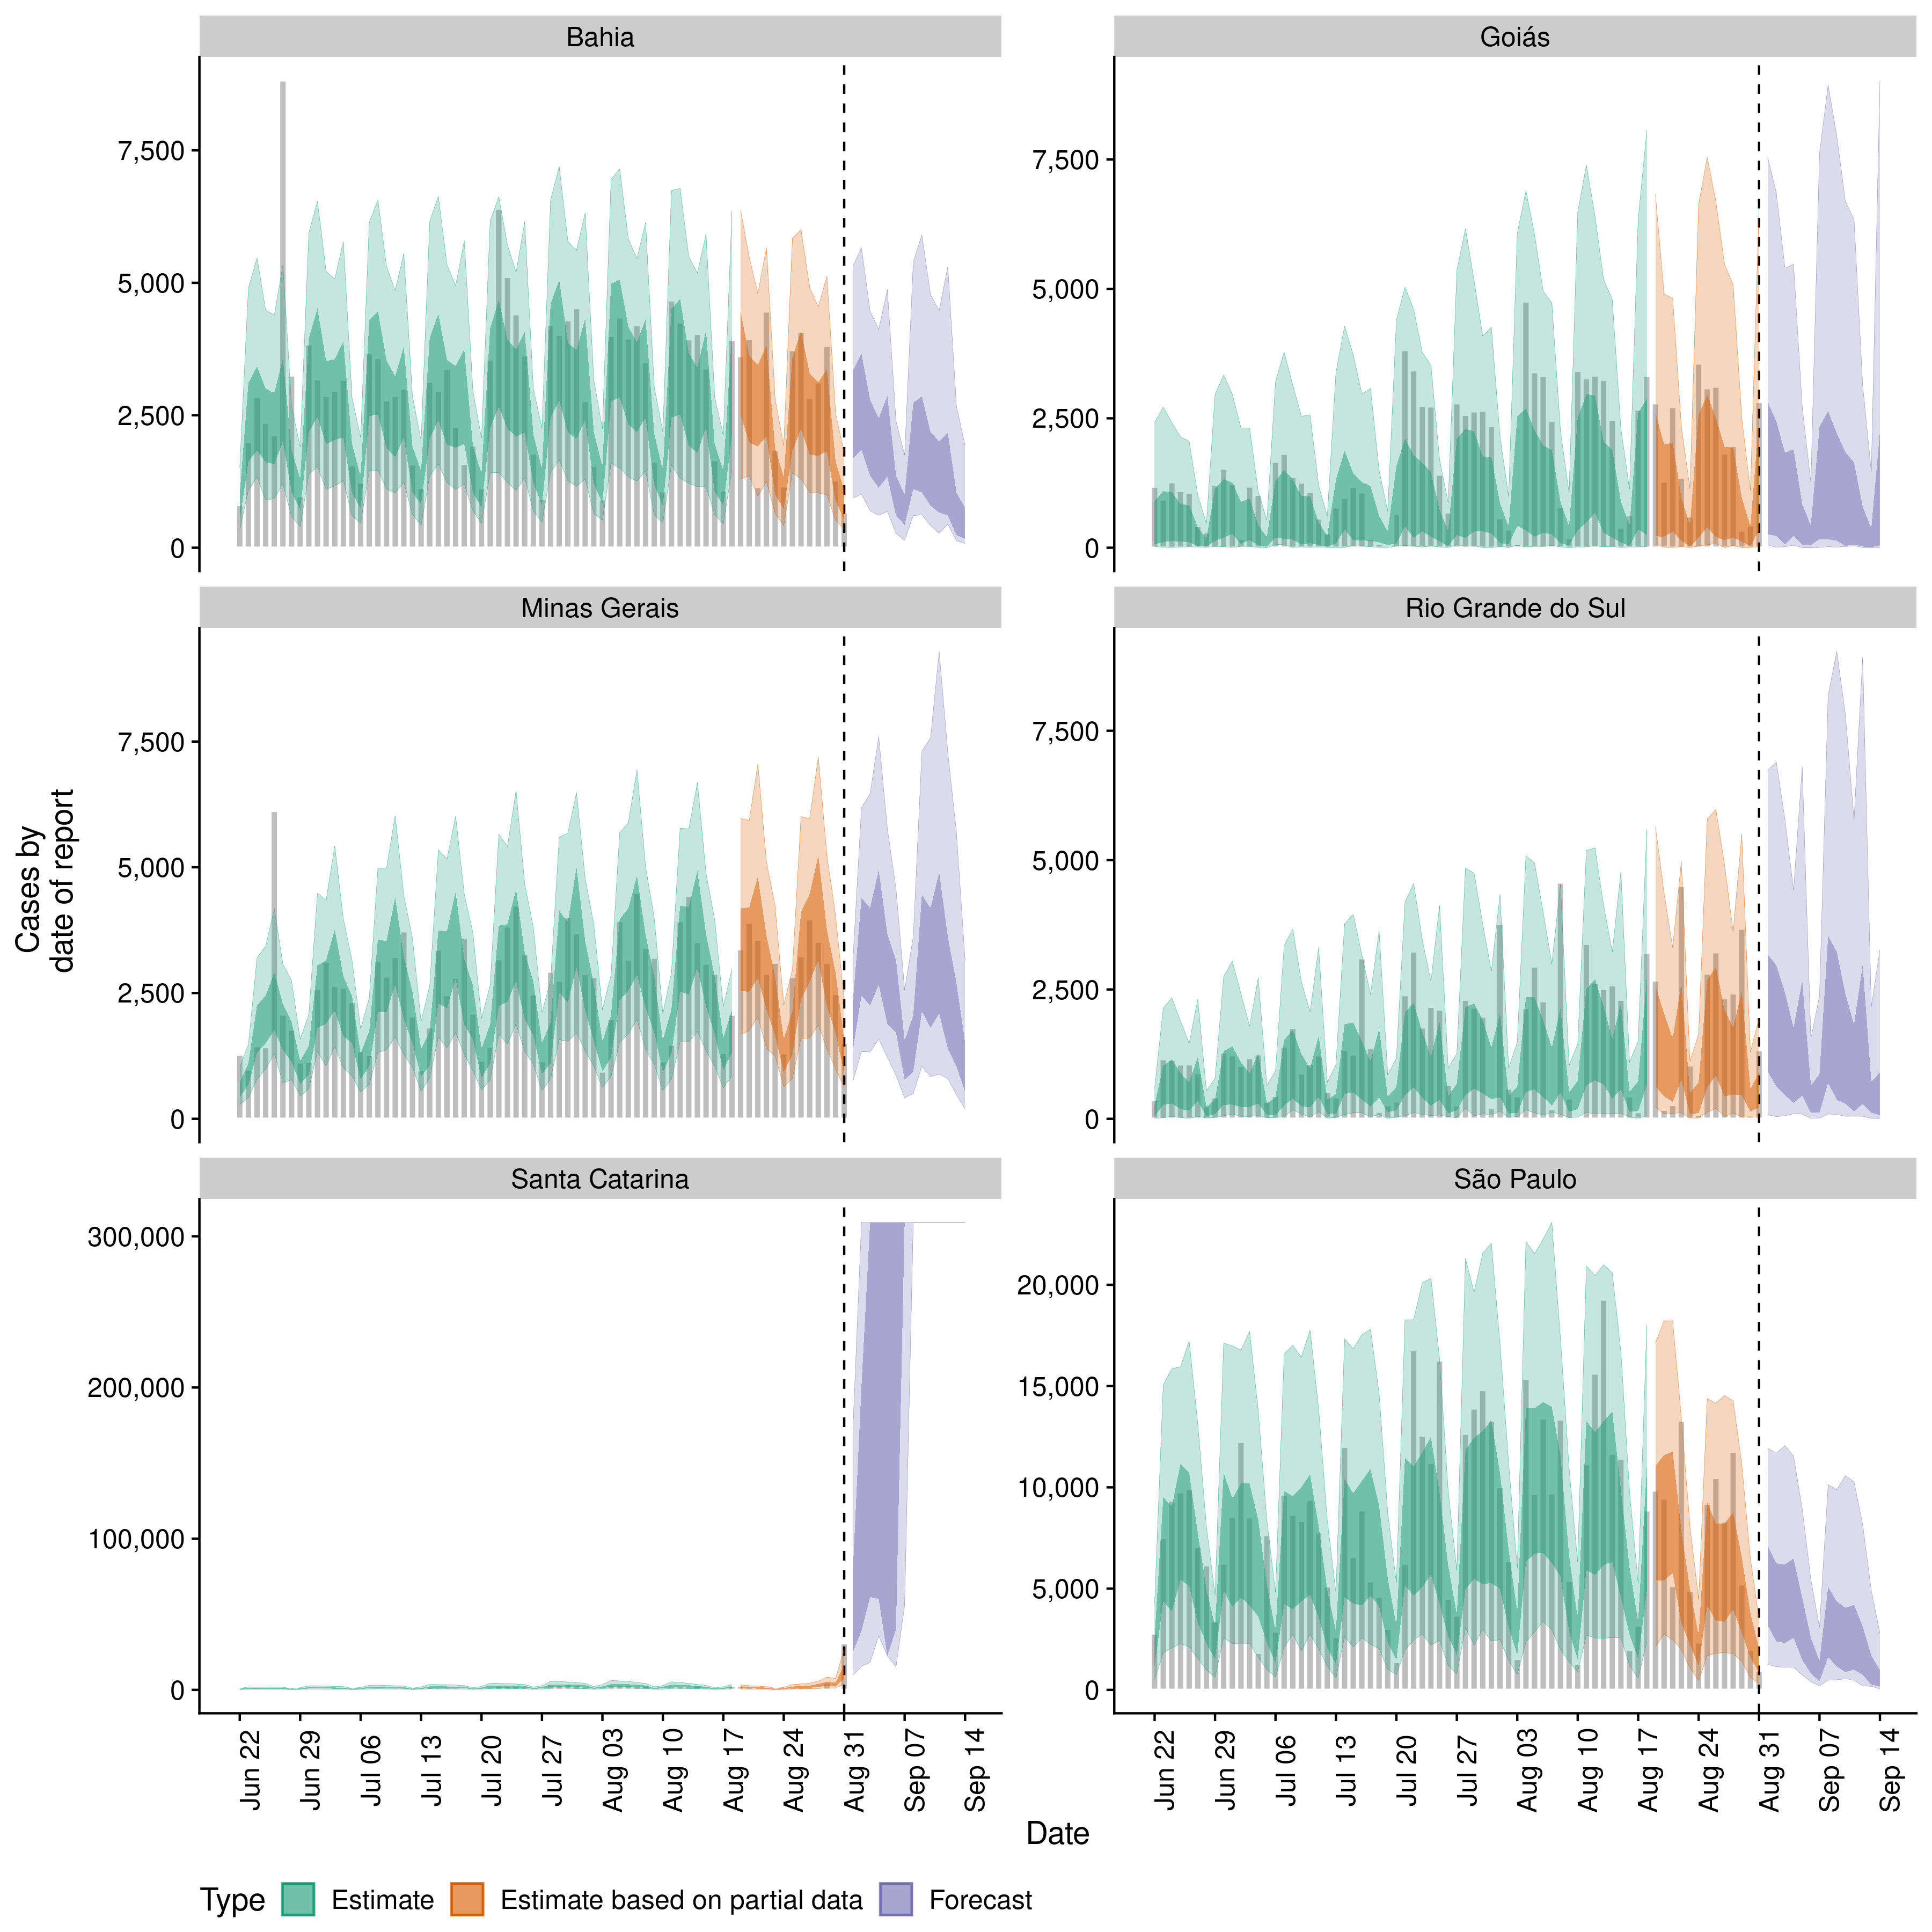 Bahia
Goiás
7,500
5,000
2,500
0
7,500
5,000
2,500
0
Minas Gerais
Rio Grande do Sul
Cases by
date of report
7,500
5,000
2,500
0
7,500
5,000
2,500
0
Santa Catarina
São Paulo
300,000
200,000
100,000
0
20,000
15,000
10,000
5,000
0
Jun 22
Jun 29
Jul 06
Jul 13
Jul 20
Jul 27
Aug 03
Aug 10
Aug 17
Aug 24
Aug 31
Sep 07
Sep 14
Jun 22
Jun 29
Jul 06
Jul 13
Jul 20
Jul 27
Aug 03
Aug 10
Aug 17
Aug 24
Aug 31
Sep 07
Sep 14
Date
Type Estimate Estimate based on partial data Forecast